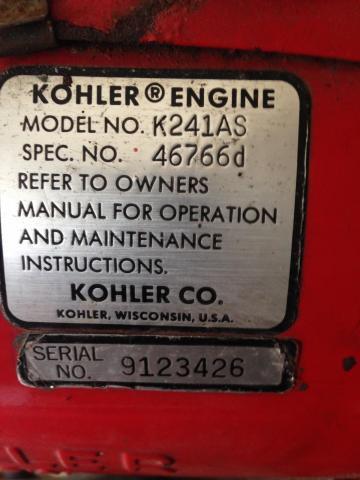 KOHLER® ENGINE
MODEL NO. K241AS
SPEC. NO. 46766d
REFER TO OWNERS
MANUAL FOR OPERATION
AND MAINTENANCE
INSTRUCTIONS.
KOHLER CO.
KOHLER, WISCONSIN, U.S.A.
SERIAL
NO. 9123426
LER